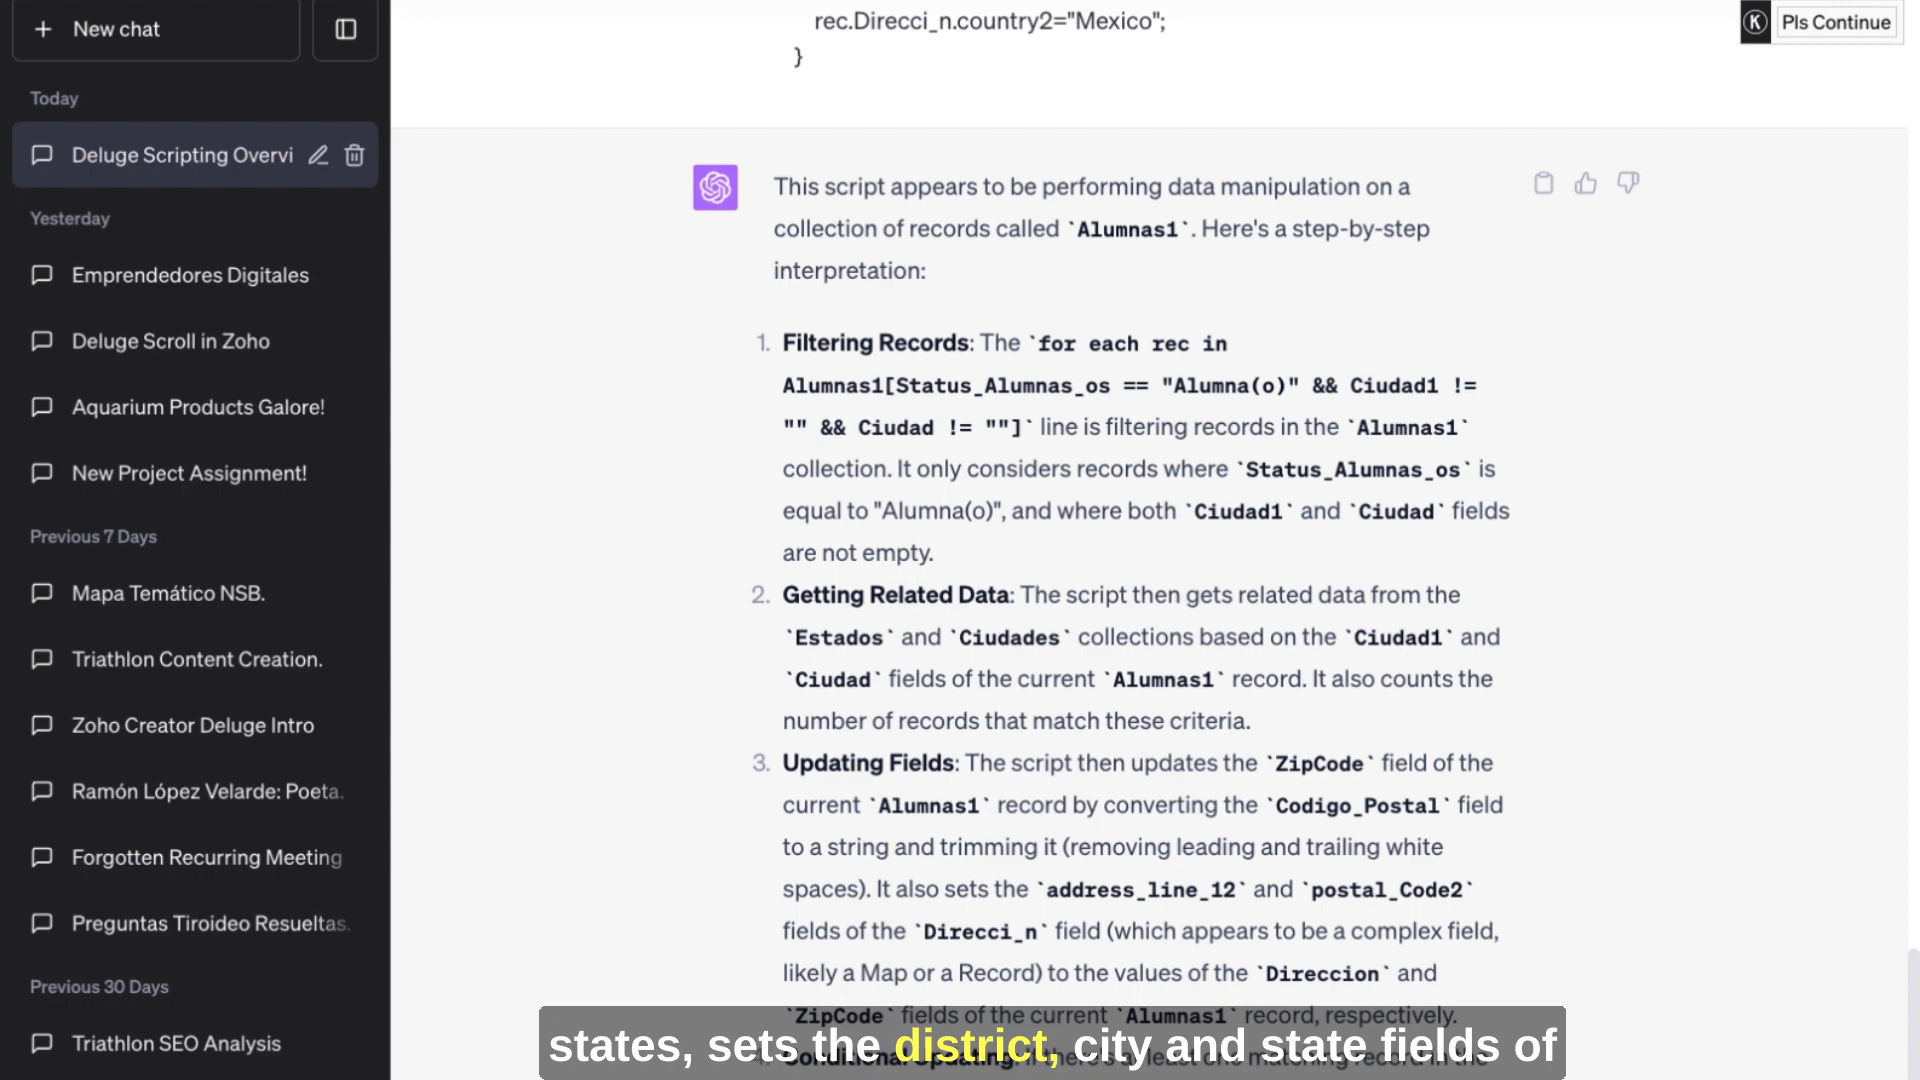 New chat
Today
Deluge Scripting Overvi
Yesterday
Emprendedores Digitales
Deluge Scroll in Zoho
Aquarium Products Galore!
New Project Assignment!
Previous 7 Days
Mapa Temático NSB.
Triathlon Content Creation.
Zoho Creator Deluge Intro
Ramón López Velarde: Poeta.
Forgotten Recurring Meeting
Preguntas Tiroideo Resueltas.
Previous 30 Days
Triathlon SEO Analysis
rec.Direcci_n.country2="Mexico";
}
K Pls Continue
This script appears to be performing data manipulation on a
collection of records called `Alumnas1`. Here's a step-by-step
interpretation:
1. Filtering Records: The `for each rec in
Alumnas1[Status_Alumnas_os == "Alumna(o)" && Ciudad1 !=
"" && Ciudad != ""]` line is filtering records in the `Alumnas1`
collection. It only considers records where `Status_Alumnas_os` is
equal to "Alumna(o)", and where both `Ciudad1` and `Ciudad` fields
are not empty.
2. Getting Related Data: The script then gets related data from the
`Estados` and `Ciudades` collections based on the `Ciudad1` and
`Ciudad` fields of the current `Alumnas1` record. It also counts the
number of records that match these criteria.
3. Updating Fields: The script then updates the `ZipCode` field of the
current `Alumnas1` record by converting the `Codigo_Postal` field
to a string and trimming it (removing leading and trailing white
spaces). It also sets the `address_line_12` and `postal_Code2`
fields of the `Direcci_n` field (which appears to be a complex field,
likely a Map or a Record) to the values of the `Direccion` and
`ZipCode` fields of the current `Alumnas1` record, respectively.
4. Conditional Updating: If there's at least one matching record in the
states, sets the district, city and state fields of